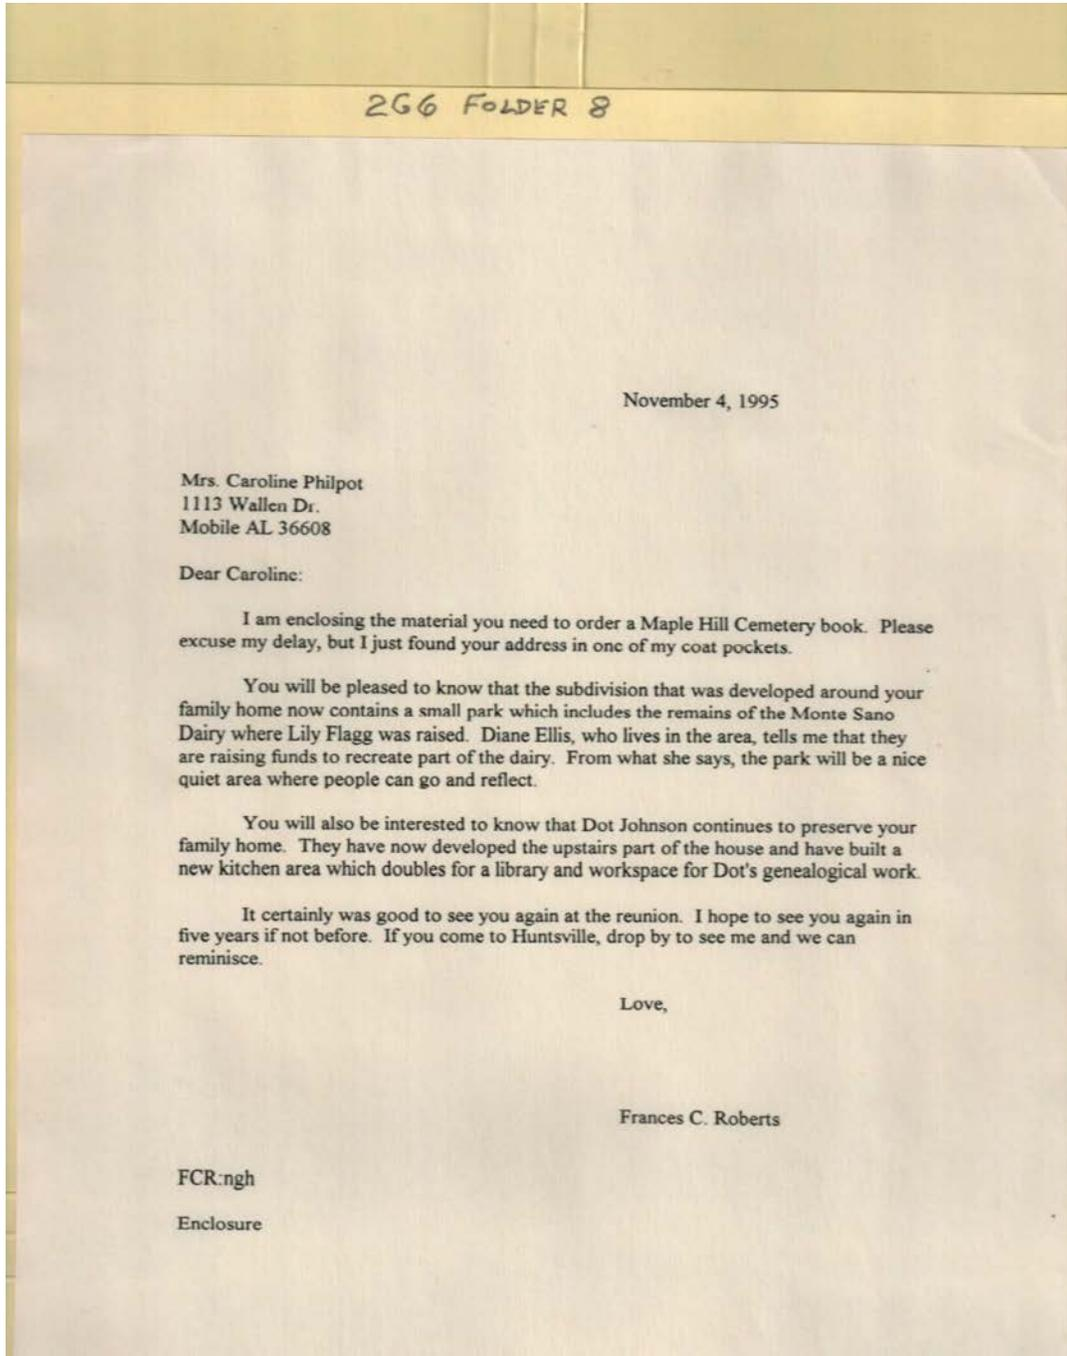 2G6 FOLDER 8
November 4, 1995
Mrs. Caroline Philpot
1113 Wallen Dr.
Mobile AL 36608
Dear Caroline:
I am enclosing the material you need to order a Maple Hill Cemetery book. Please
excuse my delay, but I just found your address in one of my coat pockets.
You will be pleased to know that the subdivision that was developed around your
family home now contains a small park which includes the remains of the Monte Sano
Dairy where Lily Flagg was raised. Diane Ellis, who lives in the area, tells me that they
are raising funds to recreate part of the dairy. From what she says, the park will be a nice
quiet area where people can go and reflect.
You will also be interested to know that Dot Johnson continues to preserve your
family home. They have now developed the upstairs part of the house and have built a
new kitchen area which doubles for a library and workspace for Dot's genealogical work.
It certainly was good to see you again at the reunion. I hope to see you again in
five years if not before. If you come to Huntsville, drop by to see me and we can
reminisce.
Love,
Frances C. Roberts
FCR:ngh
Enclosure